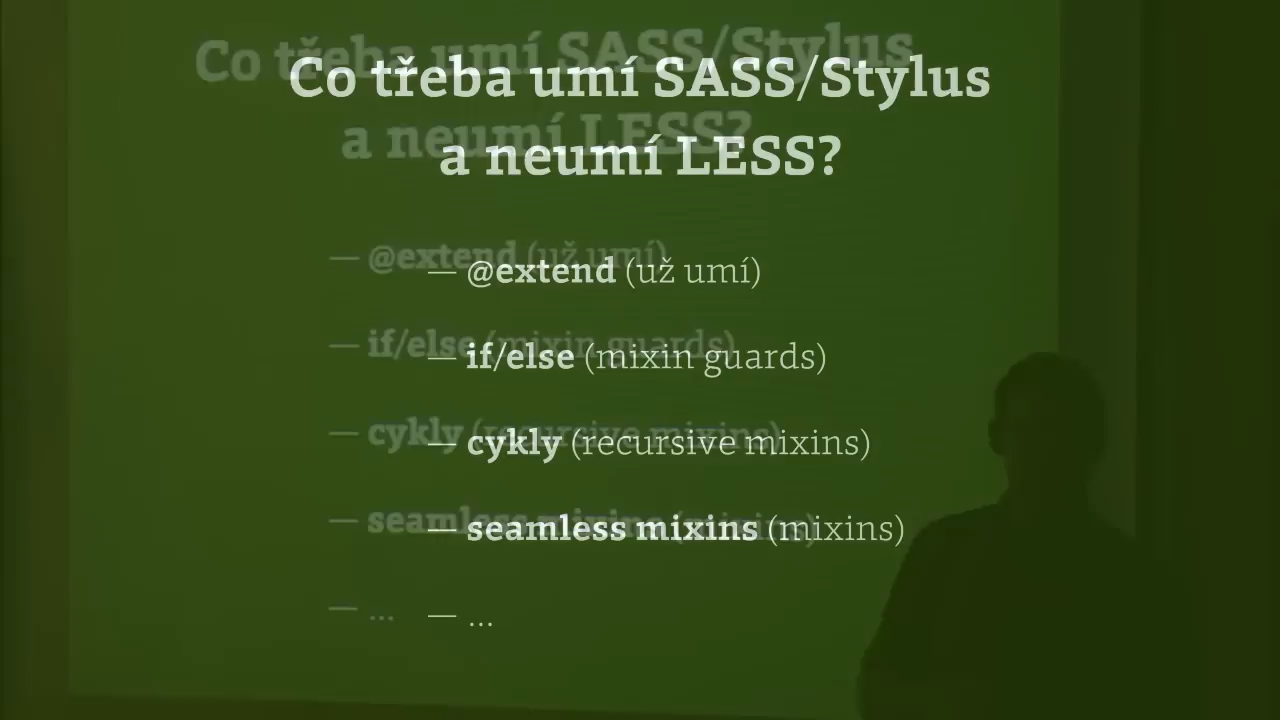 Co třeba umí SASS/Stylus
a neumí LESS?
— @extend (už umí)
— if/else (mixin guards)
— cykly (recursive mixins)
— seamless mixins (mixins)
— ...